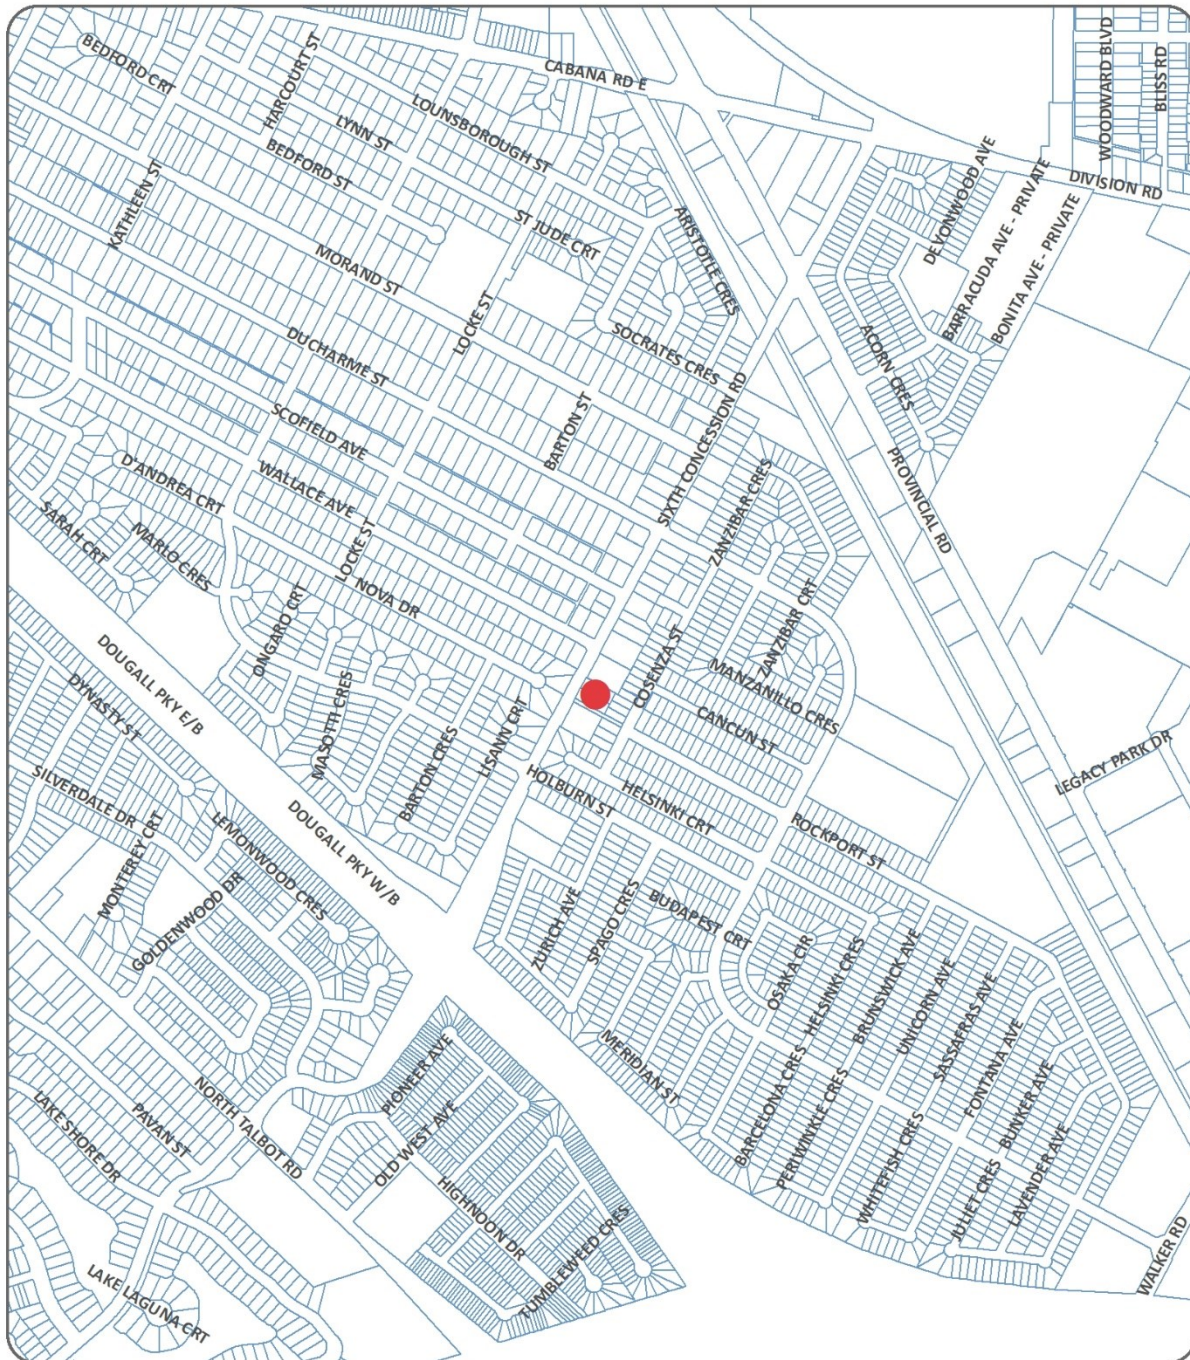 CABANA RD E
WOODWARD BLVD
BLISS RD
BEDFORD CRT
HARCOURT ST
LYNN ST
LOUNSBOROUGH ST
BEDFORD ST
KATHLEEN ST
ST JUDE CRT
MORAND ST
LOCKE ST
ARISTOTLE CRES
DEVONWOOD AVE
BARRACUDA AVE - PRIVATE
BONITA AVE - PRIVATE
DIVISION RD
DUCHARME ST
SOCRATES CRES
ACORN CRES
SCOFIELD AVE
BARTON ST
SIXTH CONCESSION RD
PROVINCIAL RD
D'ANDREA CRT
WALLACE AVE
ZANZIBAR CRES
SARAH CRT
MARLO CRES
LOCKE ST
NOVA DR
ZANZIBAR CRT
ONGARO CRT
COSENZA ST
MANZANILLO CRES
DOUGALL PKY E/B
DYNASTY ST
MASOTTI CRES
LISANN CRT
CANCUN ST
BARTON CRES
LEGACY PARK DR
SILVERDALE DR
HOLBURN ST
HELSINKI CRT
DOUGALL PKY W/B
LEMONWOOD CRES
ROCKPORT ST
MONTEREY CRT
GOLDENWOOD DR
ZURICH AVE
SPAGO CRES
BUDAPEST CRT
OSAKA CIR
HELSINKI CRES
BRUNSWICK AVE
UNICORN AVE
SASSAFRAS AVE
FONTANA AVE
PIONEER AVE
MERIDIAN ST
BARCELONA CRES
PERIWINKLE CRES
BUNKER AVE
LAKE SHORE DR
PAVAN ST
NORTH TALBOT RD
OLD WEST AVE
WHITEFISH CRES
JULIET CRES
LAVENDER AVE
HIGHNOON DR
TUMBLEWEED CRES
WALKER RD
LAKE LAGUNA CRT